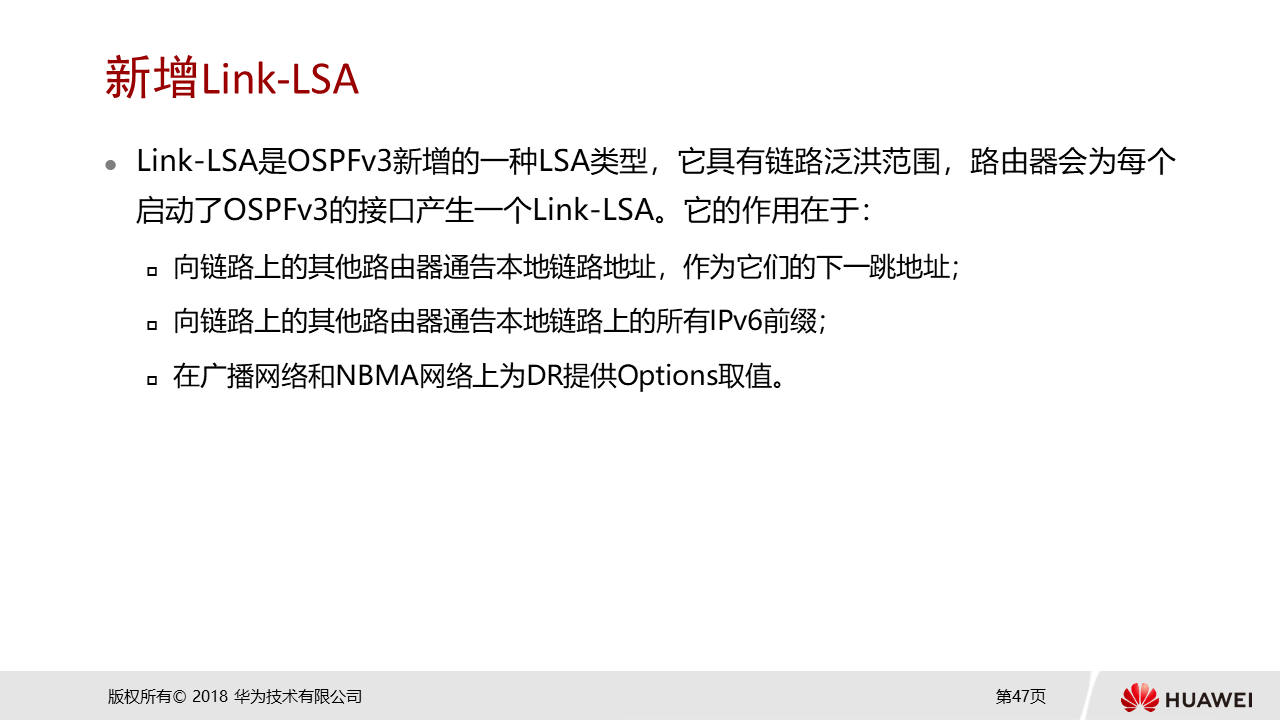 新增Link-LSA
Link-LSA是OSPFv3新增的一种LSA类型，它具有链路泛洪范围，路由器会为每个
启动了OSPFv3的接口产生一个Link-LSA。它的作用在于：
向链路上的其他路由器通告本地链路地址，作为它们的下一跳地址；
向链路上的其他路由器通告本地链路上的所有IPv6前缀；
在广播网络和NBMA网络上为DR提供Options取值。
版权所有© 2018 华为技术有限公司
第47页
HUAWEI